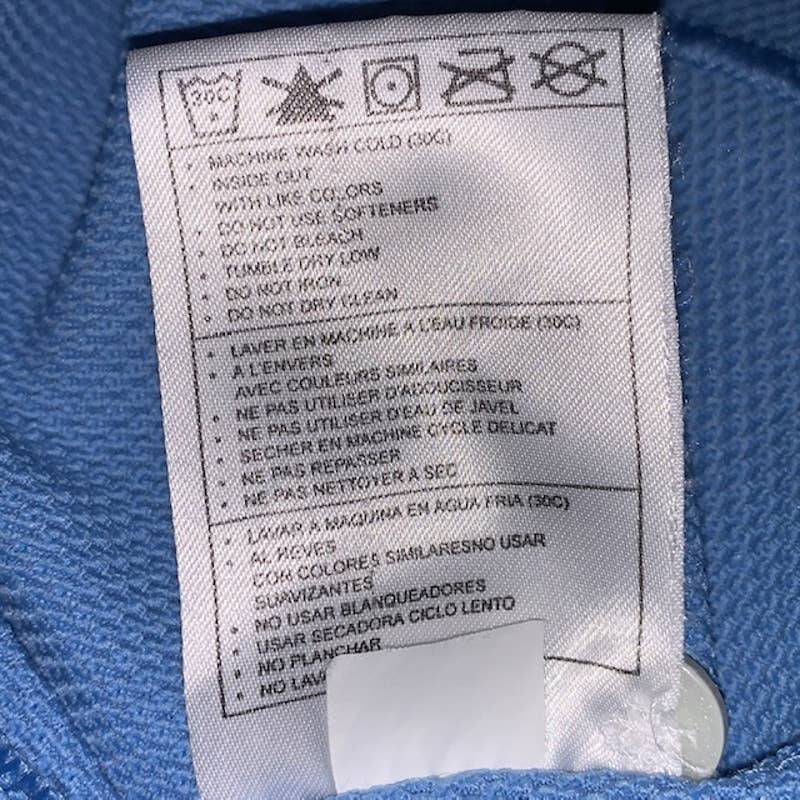 30C
• MACHINE WASH COLD (30C)
• INSIDE OUT
WITH LIKE COLORS
• DO NOT USE SOFTENERS
• DO NOT BLEACH
• TUMBLE DRY LOW
• DO NOT IRON
• DO NOT DRY CLEAN
• LAVER EN MACHINE A L'EAU FROIDE (30C)
• A L'ENVERS
AVEC COULEURS SIMILAIRES
• NE PAS UTILISER D'ADOUCISSEUR
• NE PAS UTILISER D'EAU DE JAVEL
• SECHER EN MACHINE CYCLE DELICAT
• NE PAS REPASSER
• NE PAS NETTOYER A SEC
• LAVAR A MAQUINA EN AGUA FRIA (30C)
• AL REVES
CON COLORES SIMILARESNO USAR
SUAVIZANTES
• NO USAR BLANQUEADORES
• USAR SECADORA CICLO LENTO
• NO PLANCHAR
• NO